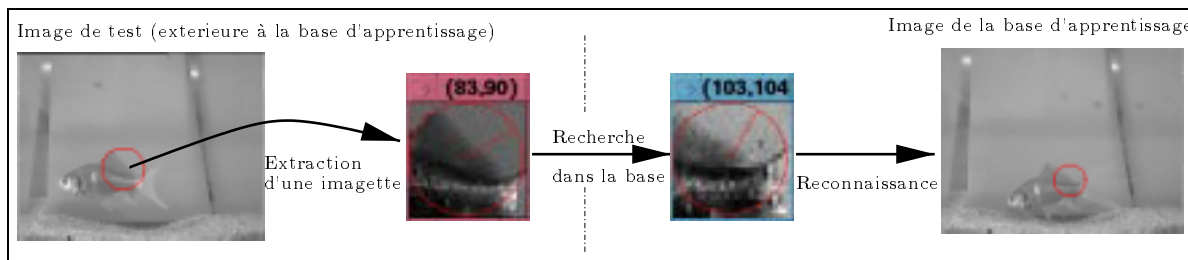 Image de test (exterieure à la base d'apprentissage)
Image de la base d'apprentissage
(83,90)
(103,104
Extraction
d'une imagette
Recherche
dans la base
Reconnaissance